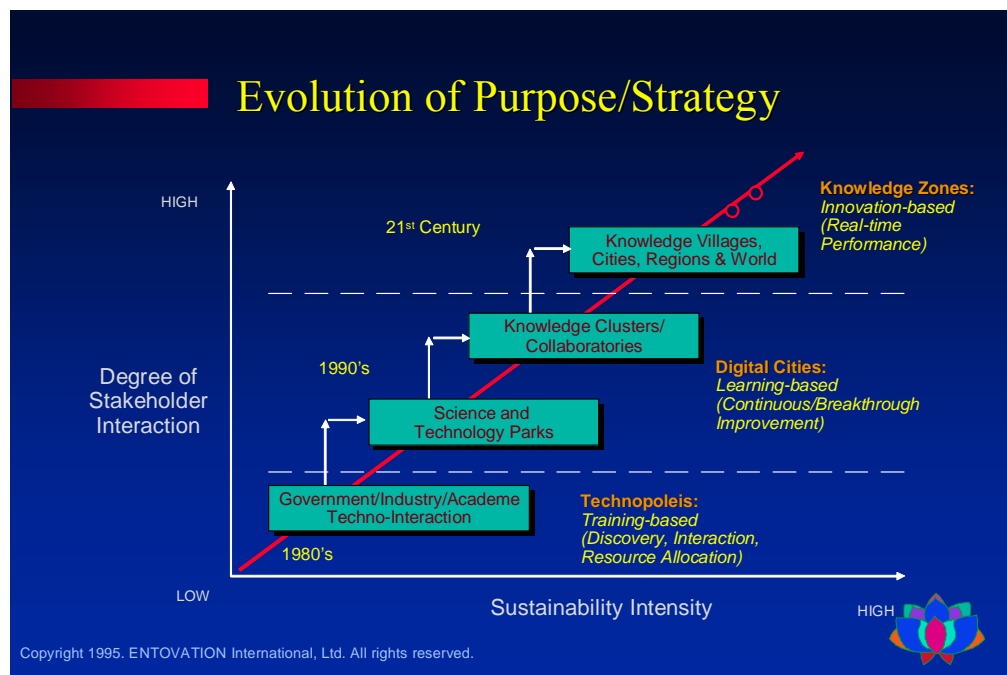 Evolution of Purpose/Strategy
HIGH
21st Century
Knowledge Zones:
Innovation-based
(Real-time
Performance)
Knowledge Villages,
Cities, Regions & World
Knowledge Clusters/
Collaboratories
1990's
Degree of
Stakeholder
Interaction
Digital Cities:
Learning-based
(Continuous/Breakthrough
Improvement)
Science and
Technology Parks
Government/Industry/Academe
Techno-Interaction
Technopoleis:
Training-based
(Discovery, Interaction,
Resource Allocation)
1980's
LOW
Sustainability Intensity
HIGH
Copyright 1995. ENTOVATION International, Ltd. All rights reserved.